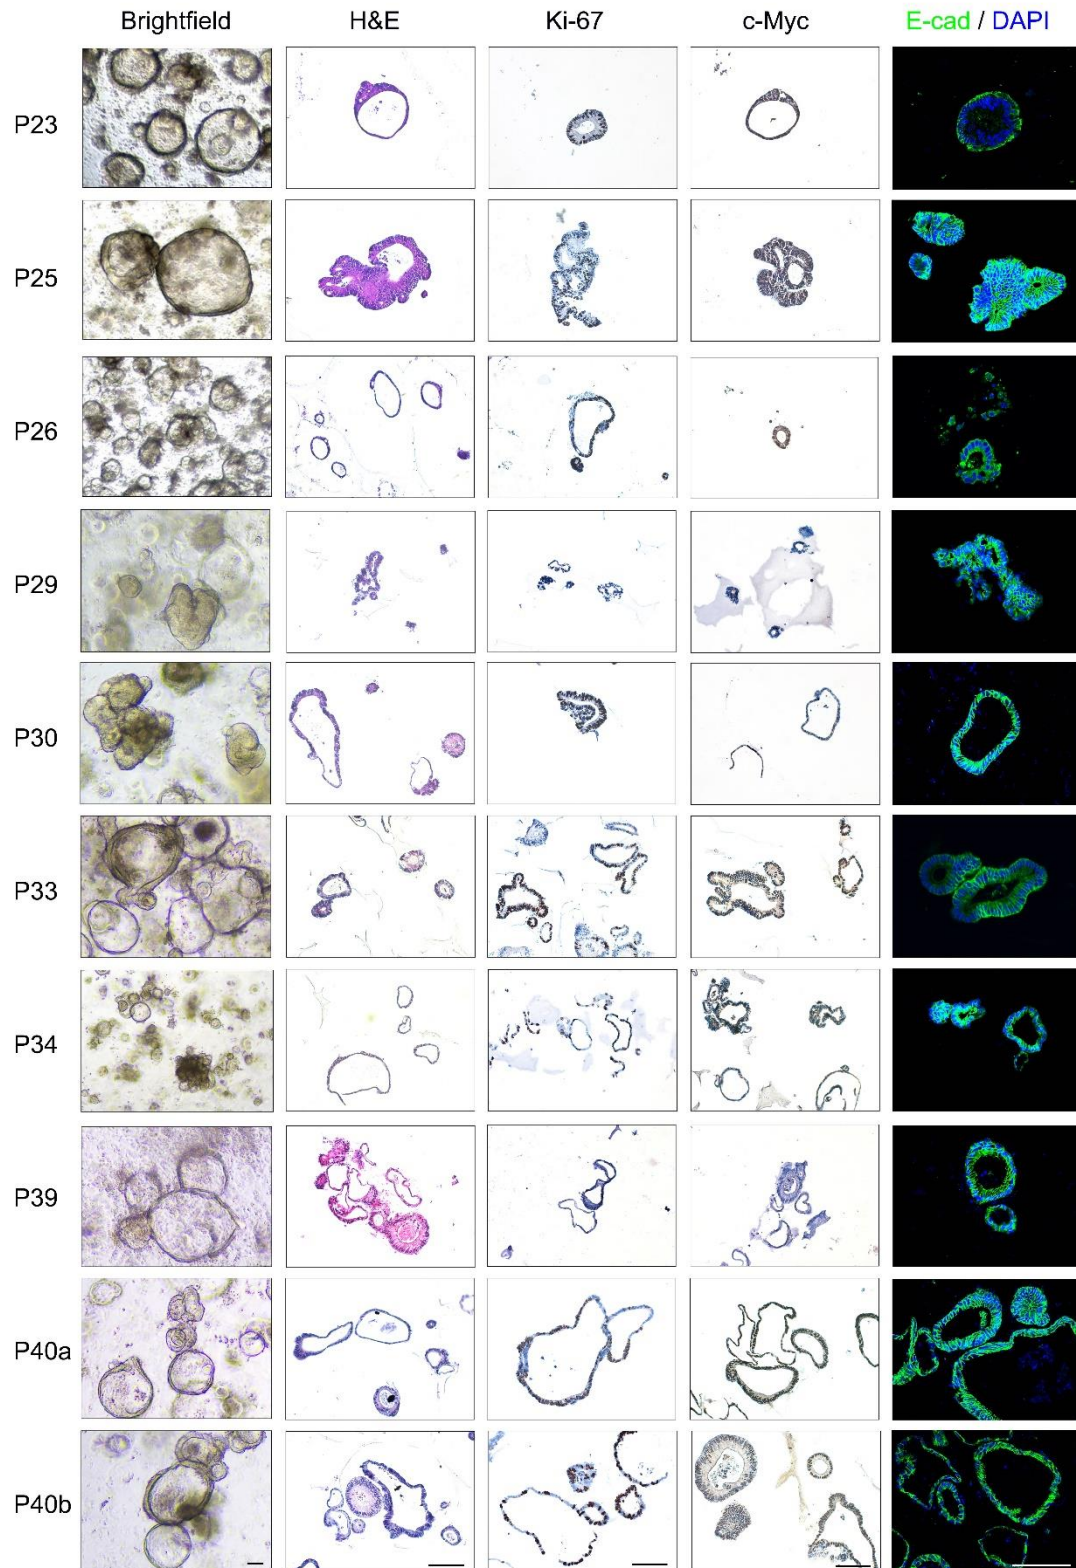 Brightfield H&E Ki-67 c-Myc E-cad / DAPI
P23
P25
P26
P29
P30
P33
P34
P39
P40a
P40b